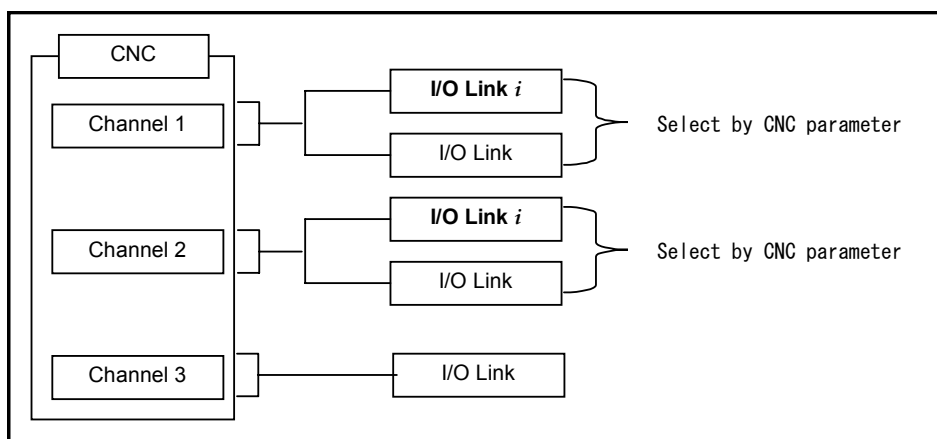 CNC
I/O Link i
Channel 1
Select by CNC parameter
I/O Link
I/O Link i
Channel 2
Select by CNC parameter
I/O Link
Channel 3
I/O Link